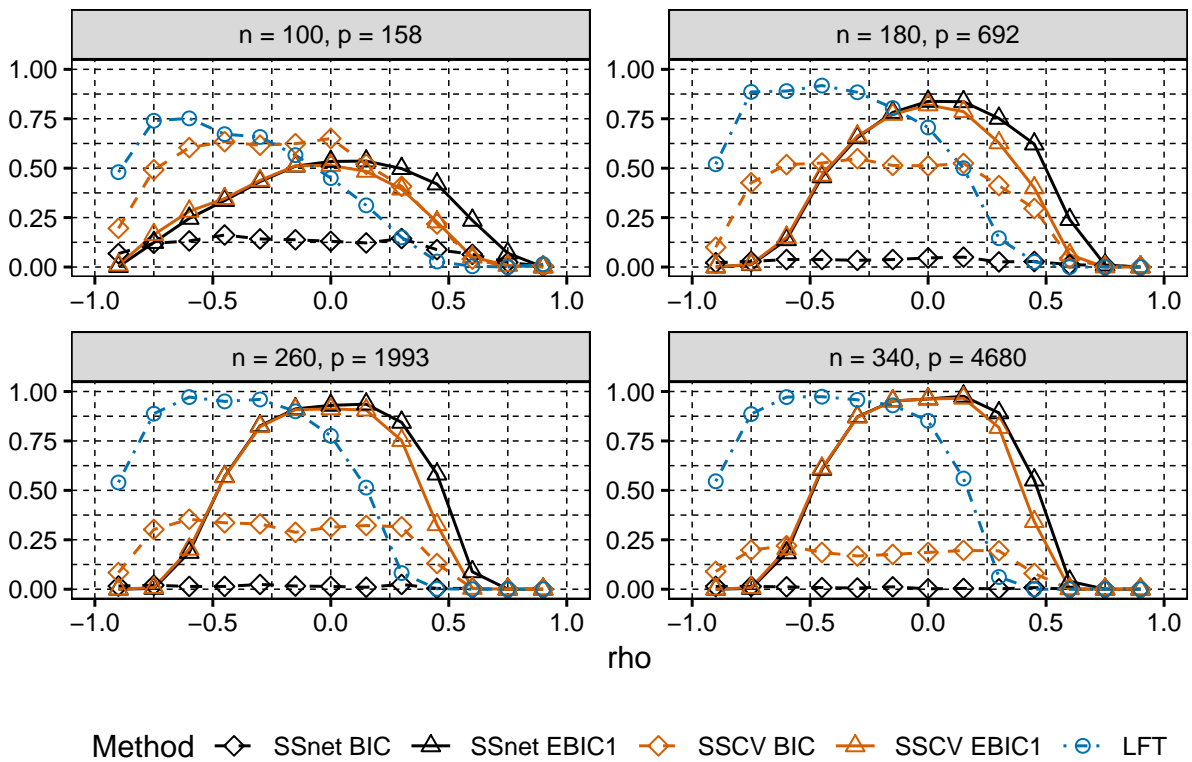 n = 100, p = 158
n = 180, p = 692
1.00
0.75
0.50
0.25
0.00
−1.0 −0.5 0.0 0.5 1.0
1.00
0.75
0.50
0.25
0.00
−1.0 −0.5 0.0 0.5 1.0
n = 260, p = 1993
n = 340, p = 4680
1.00
0.75
0.50
0.25
0.00
−1.0 −0.5 0.0 0.5 1.0
1.00
0.75
0.50
0.25
0.00
−1.0 −0.5 0.0 0.5 1.0
rho
Method SSnet BIC SSnet EBIC1 SSCV BIC SSCV EBIC1 LFT